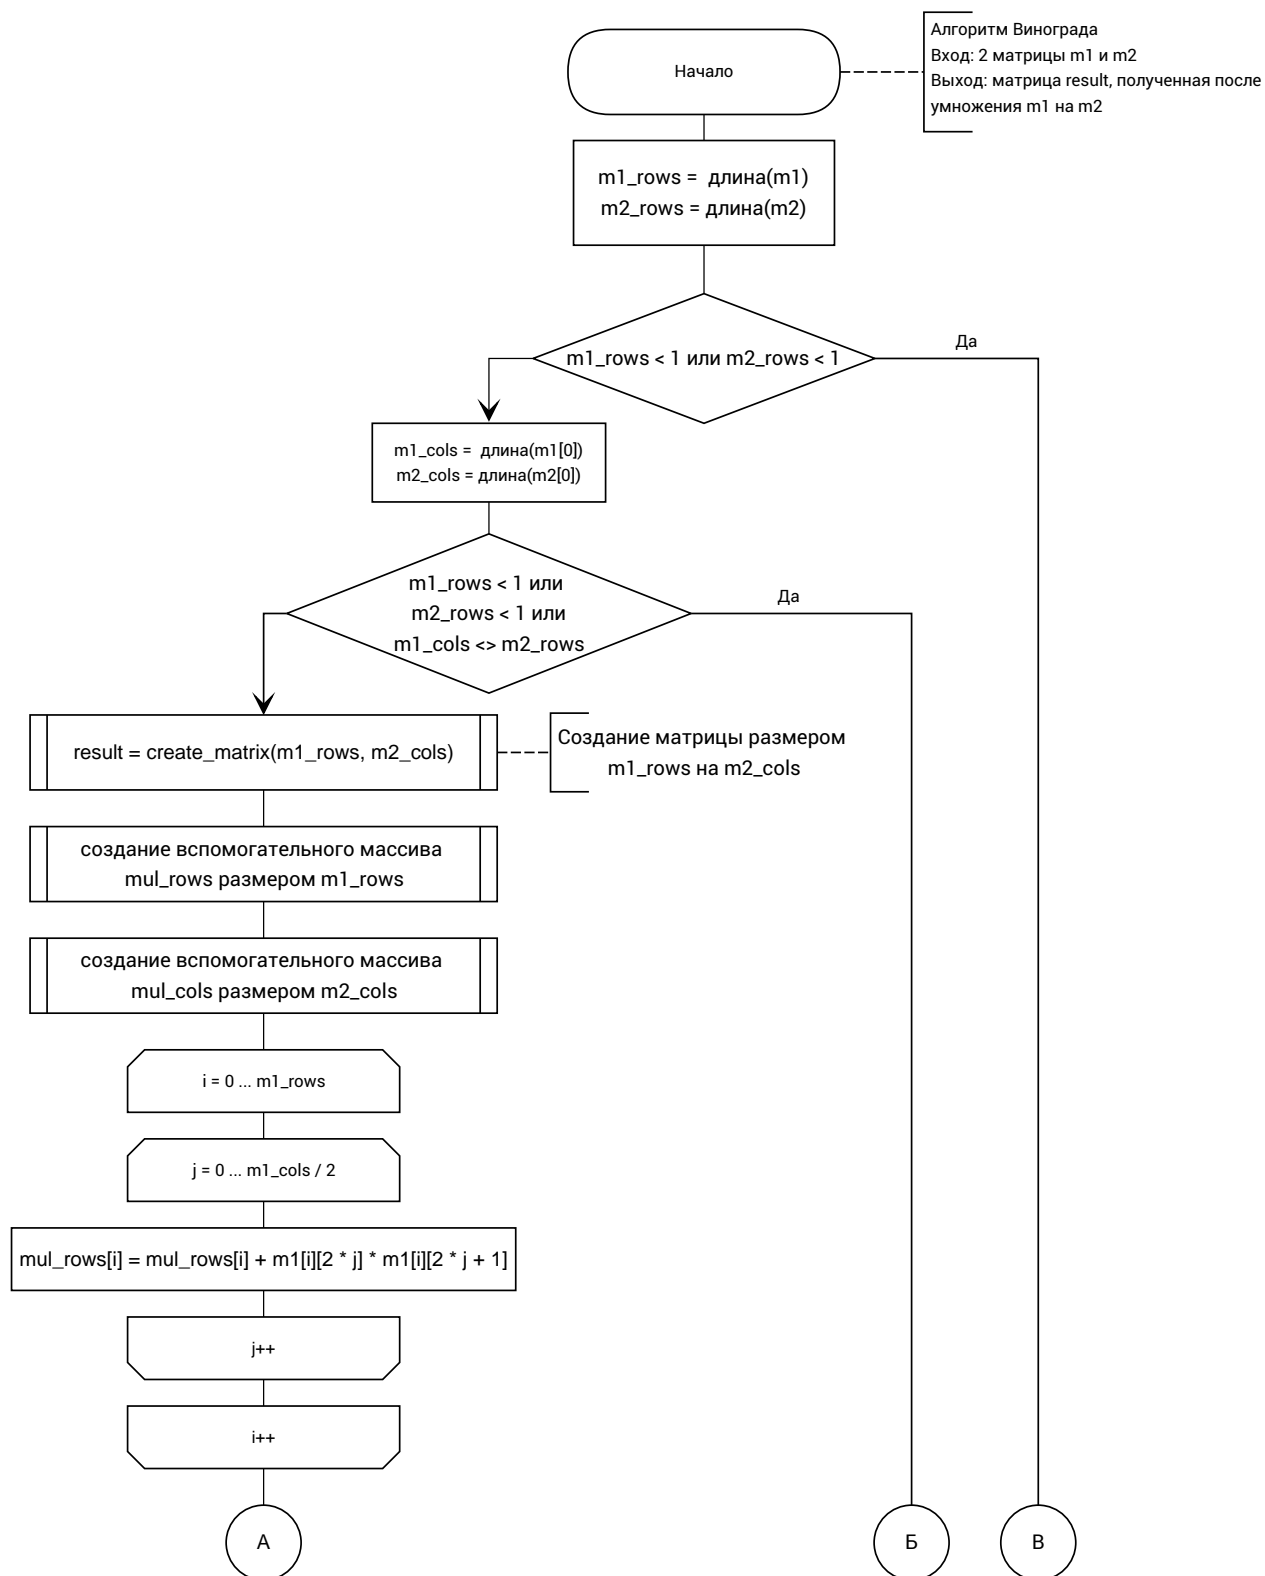 Начало
Алгоритм Винограда
Вход: 2 матрицы m1 и m2
Выход: матрица result, полученная после
умножения m1 на m2
m1_rows = длина(m1)
m2_rows = длина(m2)
m1_rows < 1 или m2_rows < 1
Да
m1_cols = длина(m1[0])
m2_cols = длина(m2[0])
m1_rows < 1 или
m2_rows < 1 или
m1_cols <> m2_rows
Да
result = create_matrix(m1_rows, m2_cols)
Создание матрицы размером
m1_rows на m2_cols
создание вспомогательного массива
mul_rows размером m1_rows
создание вспомогательного массива
mul_cols размером m2_cols
i = 0 ... m1_rows
j = 0 ... m1_cols / 2
mul_rows[i] = mul_rows[i] + m1[i][2 * j] * m1[i][2 * j + 1]
j++
i++
А
Б
В